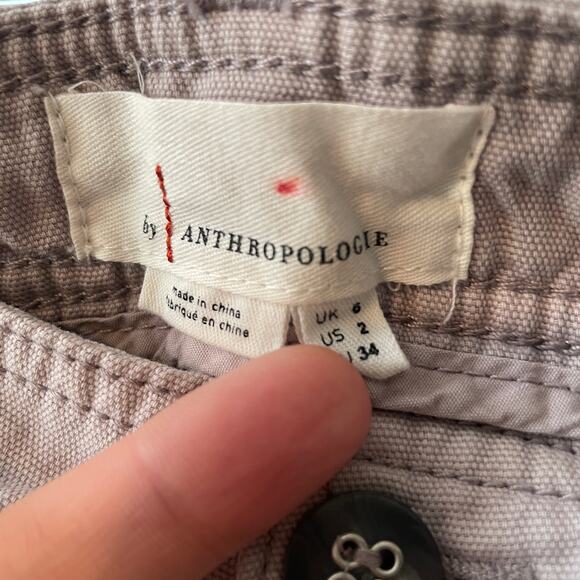 by ANTHROPOLOGIE
made in china
fabriqué en chine
UK 6
US 2
34